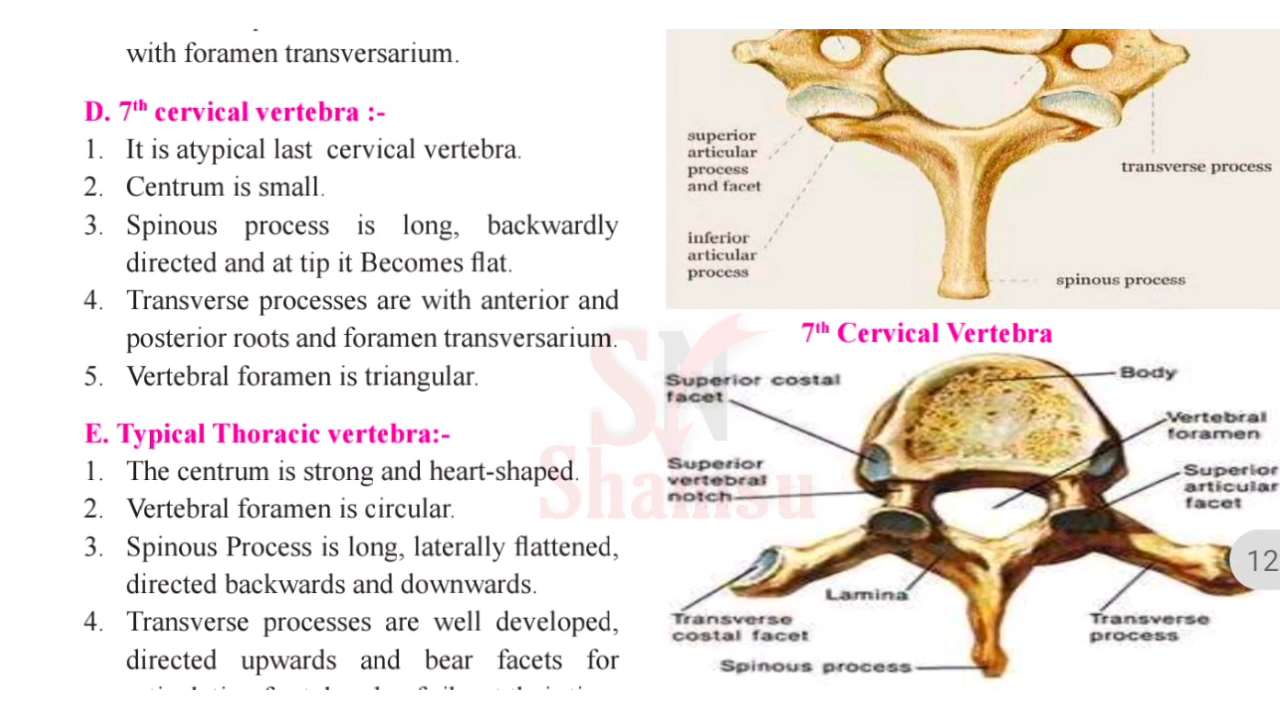 with foramen transversarium.
D. 7th cervical vertebra :-
1. It is atypical last cervical vertebra.
2. Centrum is small.
3. Spinous process is long, backwardly
directed and at tip it Becomes flat.
4. Transverse processes are with anterior and
posterior roots and foramen transversarium.
5. Vertebral foramen is triangular.
E. Typical Thoracic vertebra:-
1. The centrum is strong and heart-shaped.
2. Vertebral foramen is circular.
3. Spinous Process is long, laterally flattened,
directed backwards and downwards.
4. Transverse processes are well developed,
directed upwards and bear facets for
superior
articular
process
and facet
inferior
articular
process
transverse process
spinous process
7th Cervical Vertebra
Superior costal
facet
Superior
vertebral
notch
Transverse
costal facet
Lamina
Spinous process
Body
Vertebral
foramen
Superior
articular
facet
Transverse
process
12
SN
Shamsu